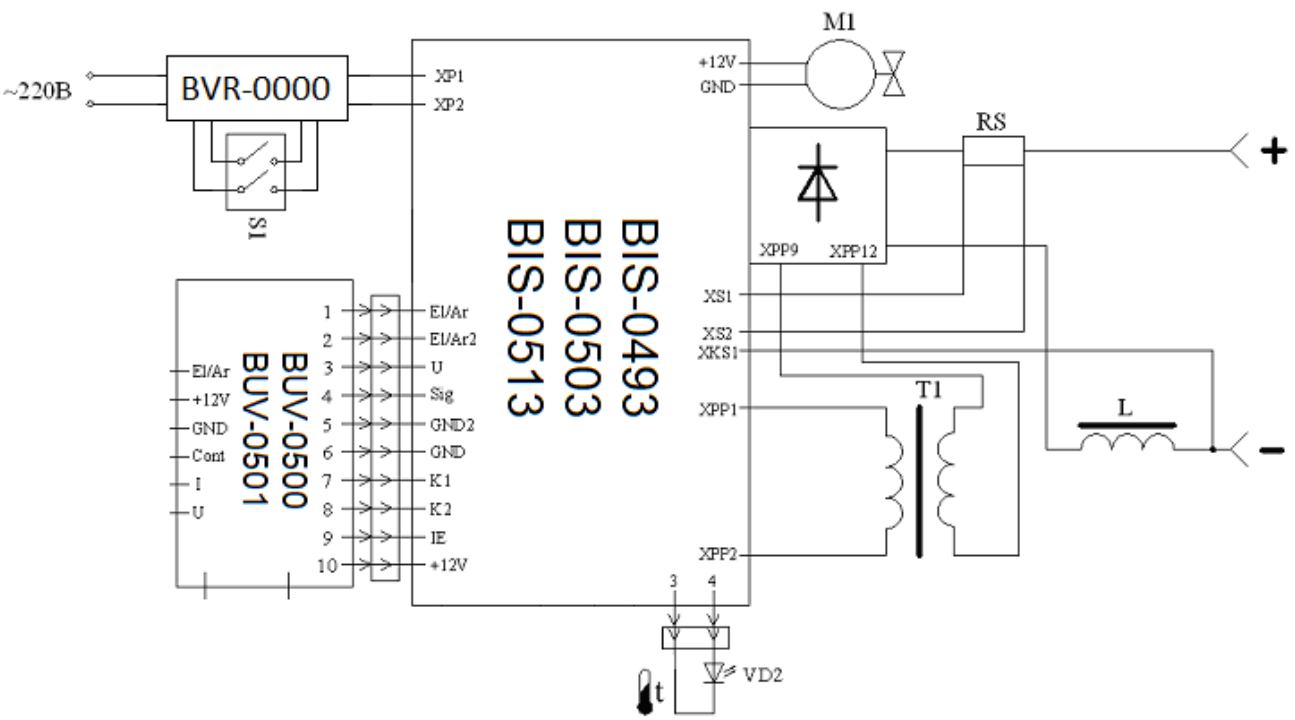 M1
~220В
BVR-0000
XP1
XP2
+12V
GND
S1
RS
+
XPP9
XPP12
BIS-0493
BIS-0503
BIS-0513
XS1
XS2
XKS1
1
2
3
4
5
6
7
8
9
10
El/Ar
El/Ar2
U
Sig
GND2
GND
K1
K2
IE
+12V
El/Ar
+12V
GND
Cont
I
U
BUV-0500
BUV-0501
XPP1
T1
L
-
XPP2
3
4
t
VD2